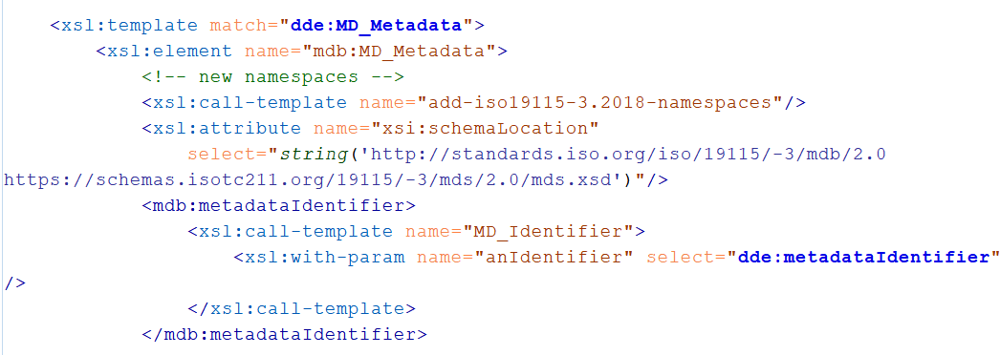 <xsl:template match="dde:MD_Metadata">
<xsl:element name="mdb:MD_Metadata">
<!-- new namespaces -->
<xsl:call-template name="add-iso19115-3.2018-namespaces"/>
<xsl:attribute name="xsi:schemaLocation"
select="string('http://standards.iso.org/iso/19115/-3/mdb/2.0
https://schemas.isotc211.org/19115/-3/mds/2.0/mds.xsd')"/>
<mdb:metadataIdentifier>
<xsl:call-template name="MD_Identifier">
<xsl:with-param name="anIdentifier" select="dde:metadataIdentifier"
/>
</xsl:call-template>
</mdb:metadataIdentifier>